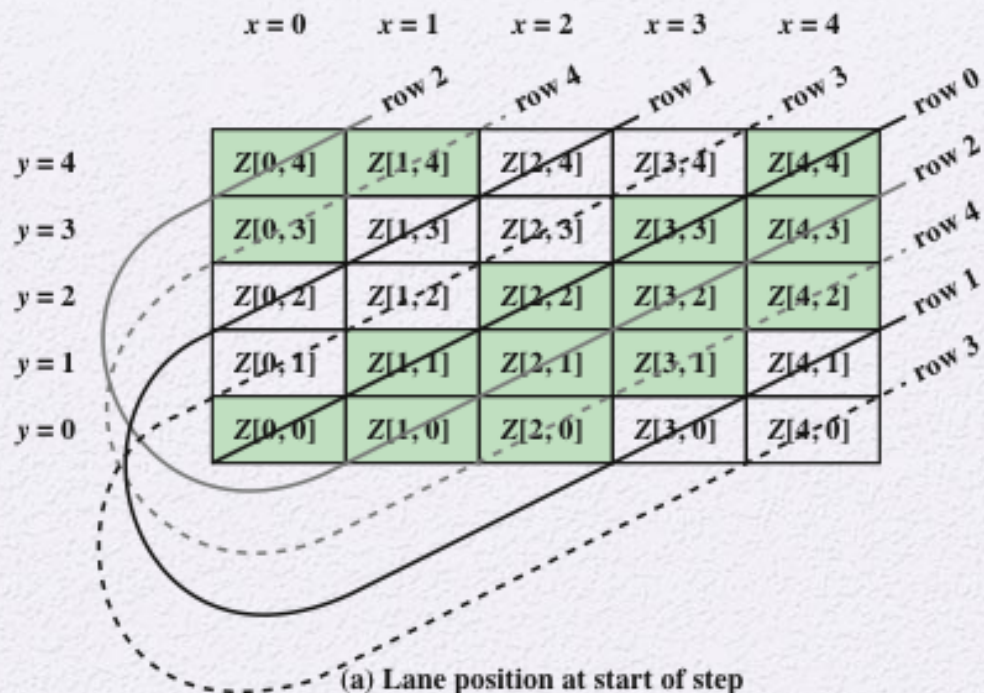 x = 0 x = 1 x = 2 x = 3 x = 4
row 2 row 4 row 1 row 3 row 0
y = 4 Z[0, 4] Z[1, 4] Z[2, 4] Z[3, 4] Z[4, 4]
row 2
y = 3 Z[0, 3] Z[1, 3] Z[2, 3] Z[3, 3] Z[4, 3]
row 4
y = 2 Z[0, 2] Z[1, 2] Z[2, 2] Z[3, 2] Z[4, 2]
row 1
y = 1 Z[0, 1] Z[1, 1] Z[2, 1] Z[3, 1] Z[4, 1]
row 3
y = 0 Z[0, 0] Z[1, 0] Z[2, 0] Z[3, 0] Z[4, 0]
(a) Lane position at start of step